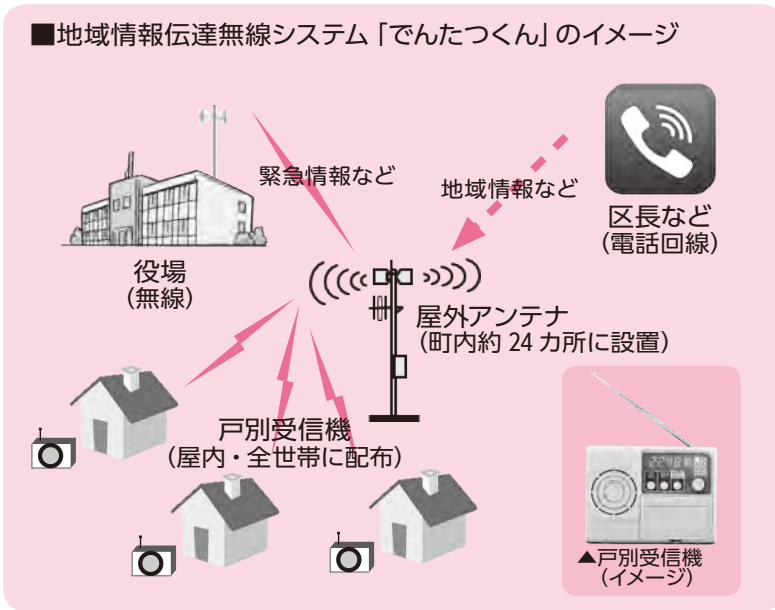 ■地域情報伝達無線システム「でんたつくん」のイメージ
緊急情報など
地域情報など
区長など
(電話回線)
役場
(無線)
屋外アンテナ
(町内約 24 カ所に設置)
戸別受信機
(屋内・全世帯に配布)
▲戸別受信機
(イメージ)